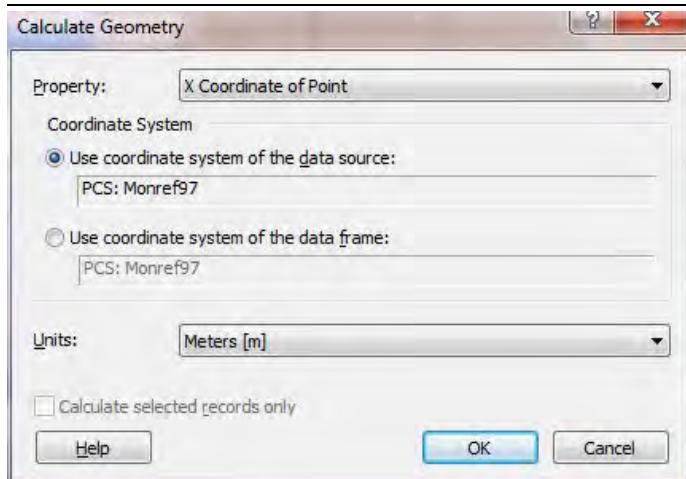 Calculate Geometry
Property: X Coordinate of Point
Coordinate System
Use coordinate system of the data source:
PCS: Monref97
Use coordinate system of the data frame:
PCS: Monref97
Units: Meters [m]
Calculate selected records only
Help OK Cancel